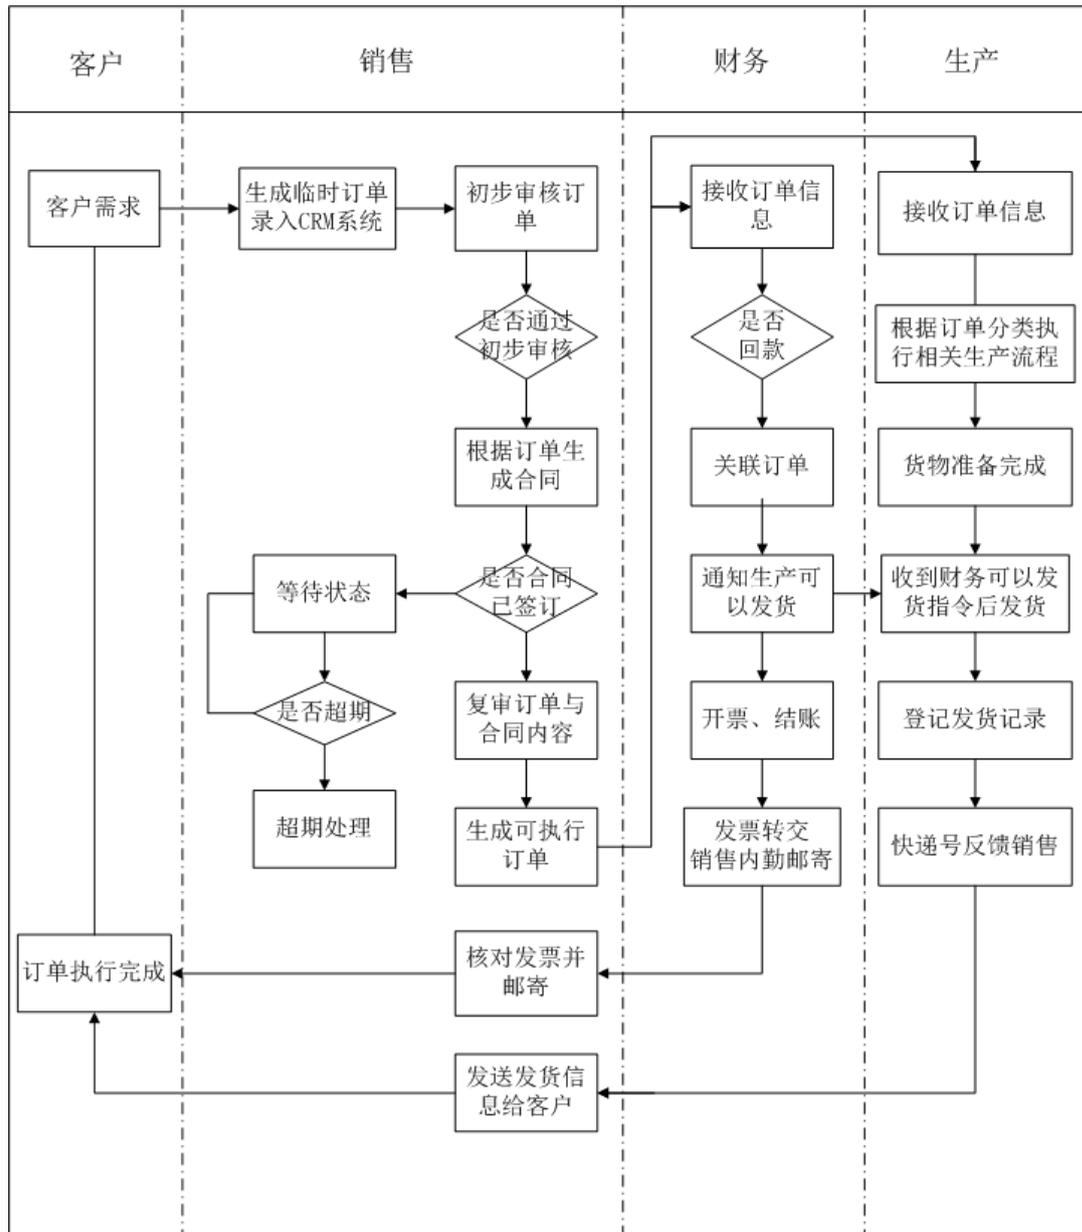 客户
销售
财务
生产
客户需求
生成临时订单
录入CRM系统
初步审核订
单
接收订单信
息
接收订单信息
是否通过
初步审核
是否
回款
根据订单分类执
行相关生产流程
根据订单生
成合同
关联订单
货物准备完成
等待状态
是否合同
已签订
通知生产可
以发货
收到财务可以发
货指令后发货
是否超期
复审订单与
合同内容
开票、结账
登记发货记录
超期处理
生成可执行
订单
发票转交
销售内勤邮寄
快递号反馈销售
订单执行完成
核对发票并
邮寄
发送发货信
息给客户